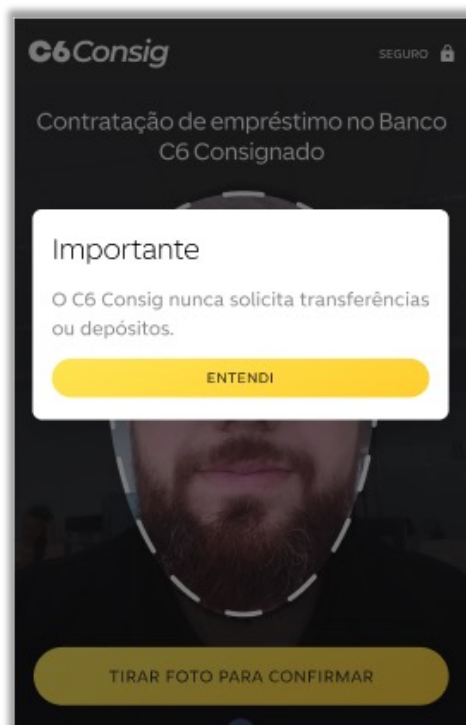 C6Consig
SEGURO
Contratação de empréstimo no Banco
C6 Consignado
Importante
O C6 Consig nunca solicita transferências
ou depósitos.
ENTENDI
TIRAR FOTO PARA CONFIRMAR